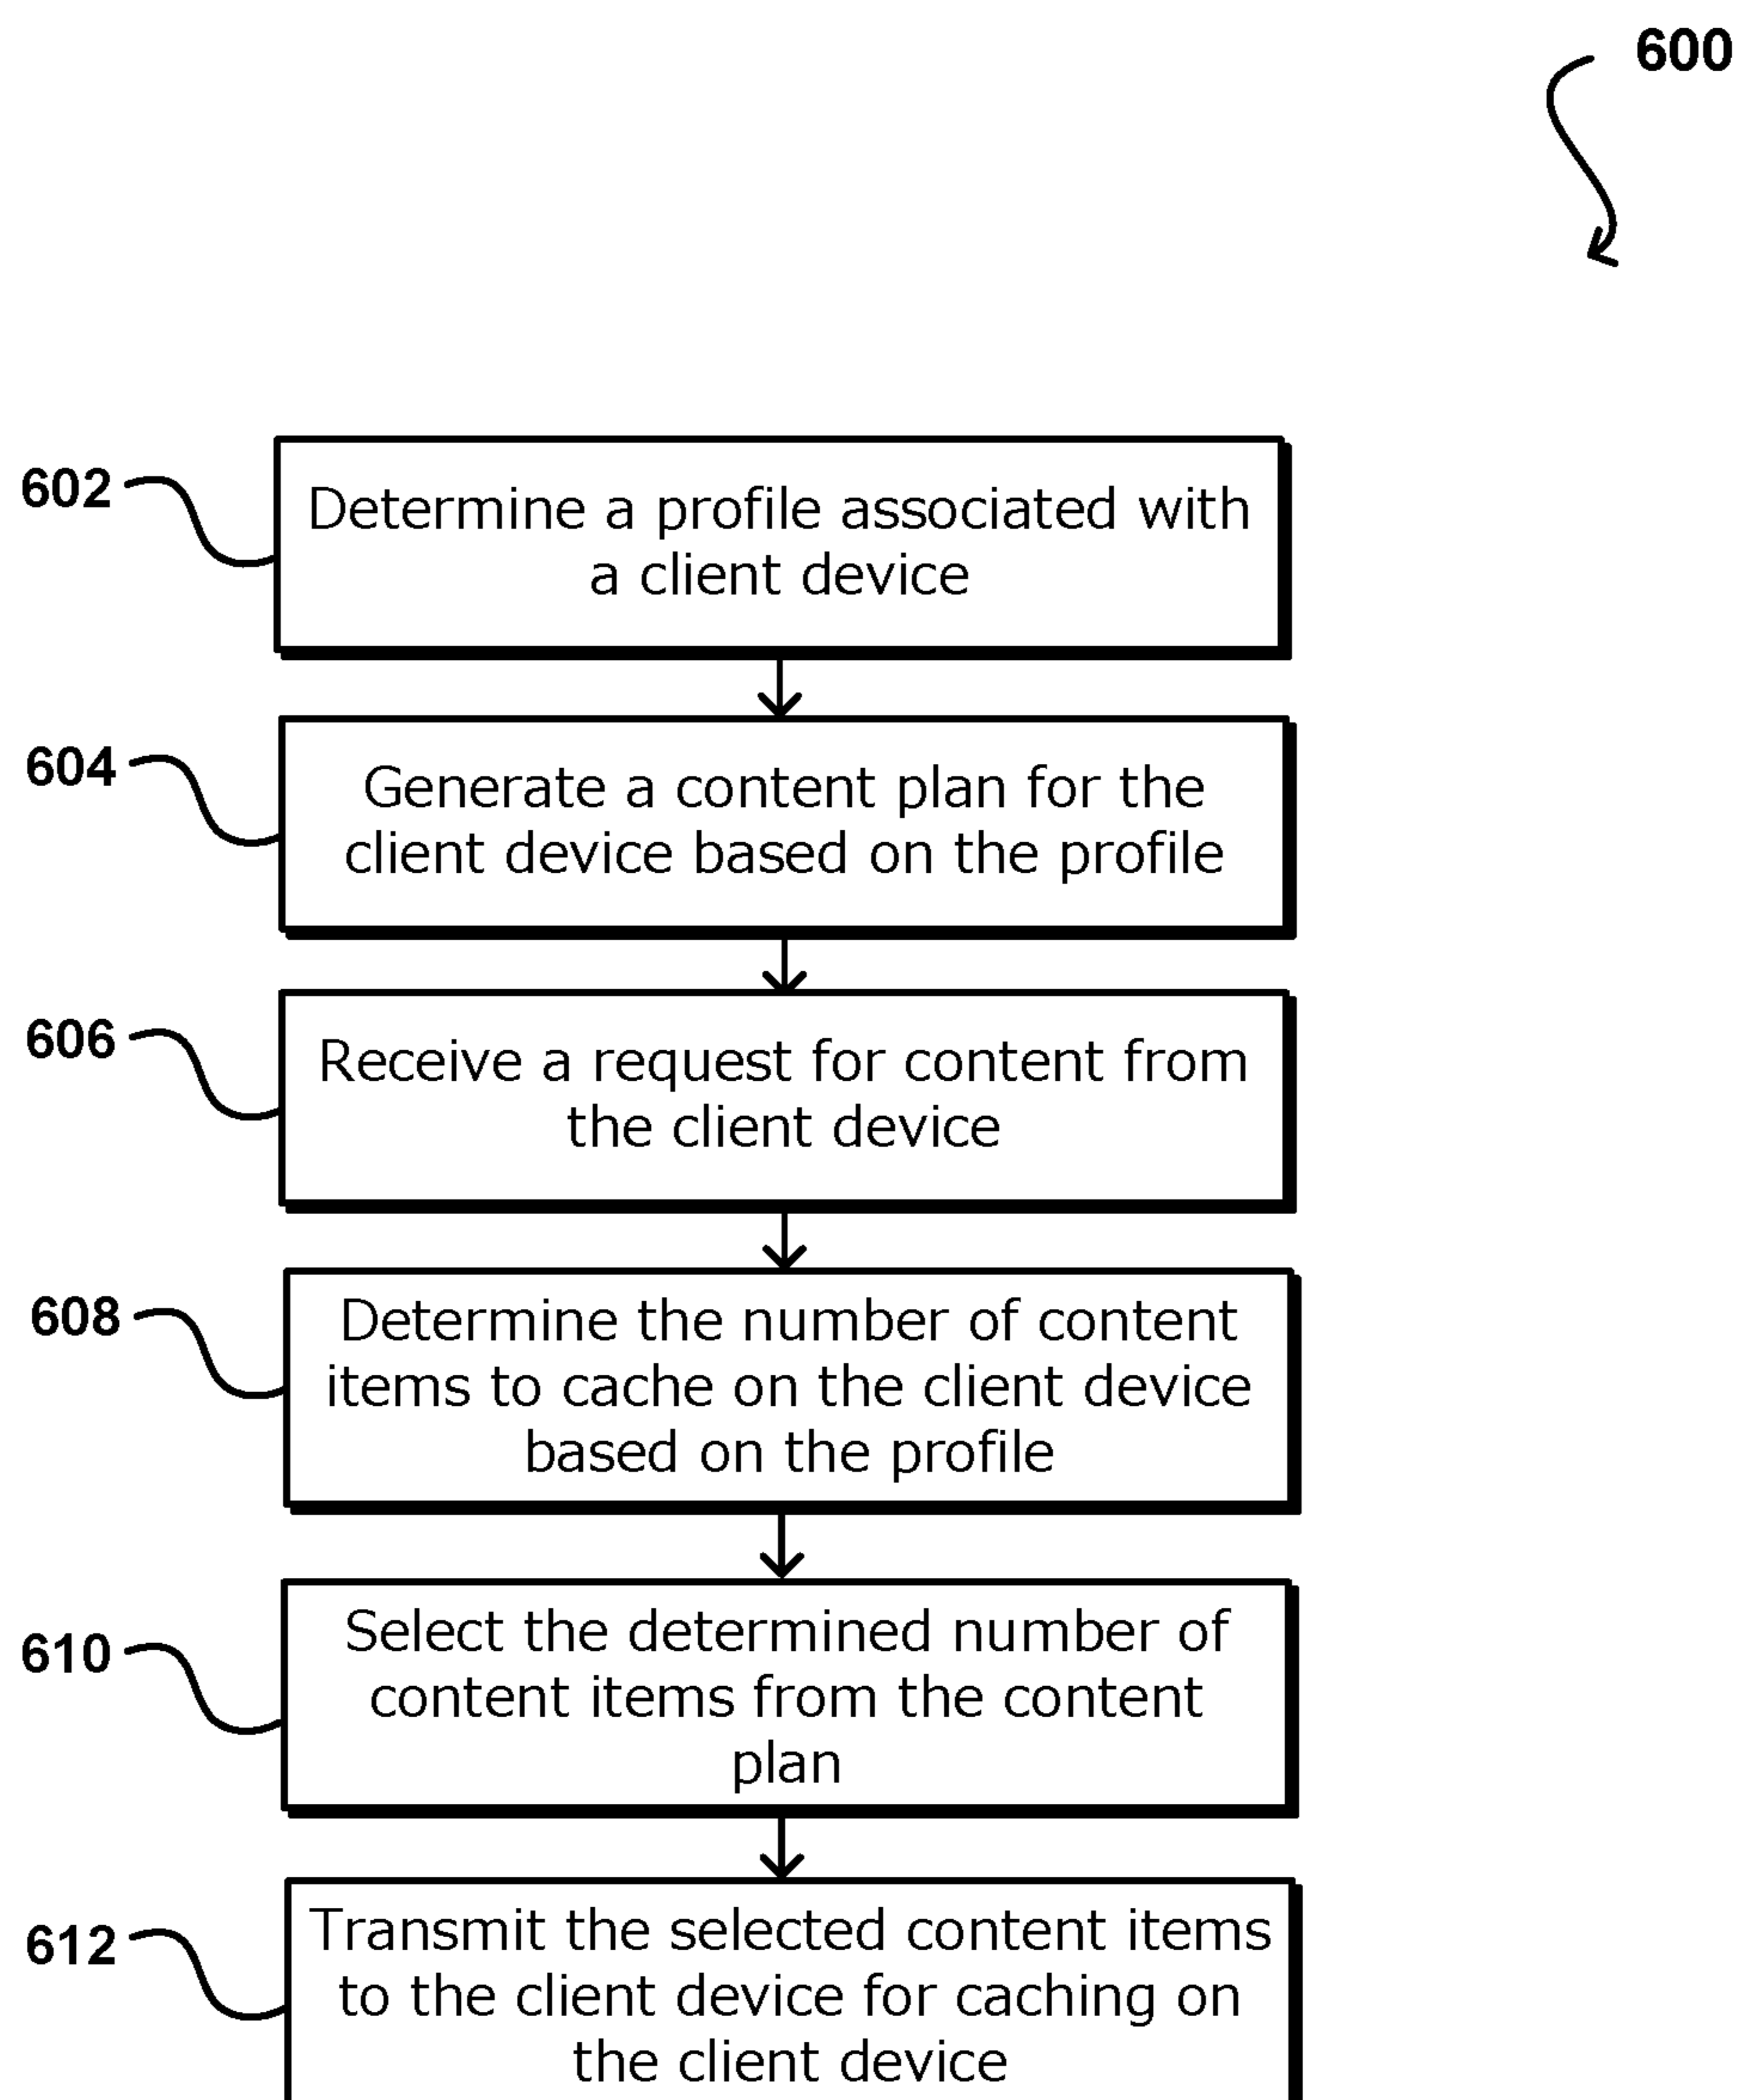 600
602
Determine a profile associated with
a client device
604
Generate a content plan for the
client device based on the profile
606
Receive a request for content from
the client device
608
Determine the number of content
items to cache on the client device
based on the profile
610
Select the determined number of
content items from the content
plan
612
Transmit the selected content items
to the client device for caching on
the client device